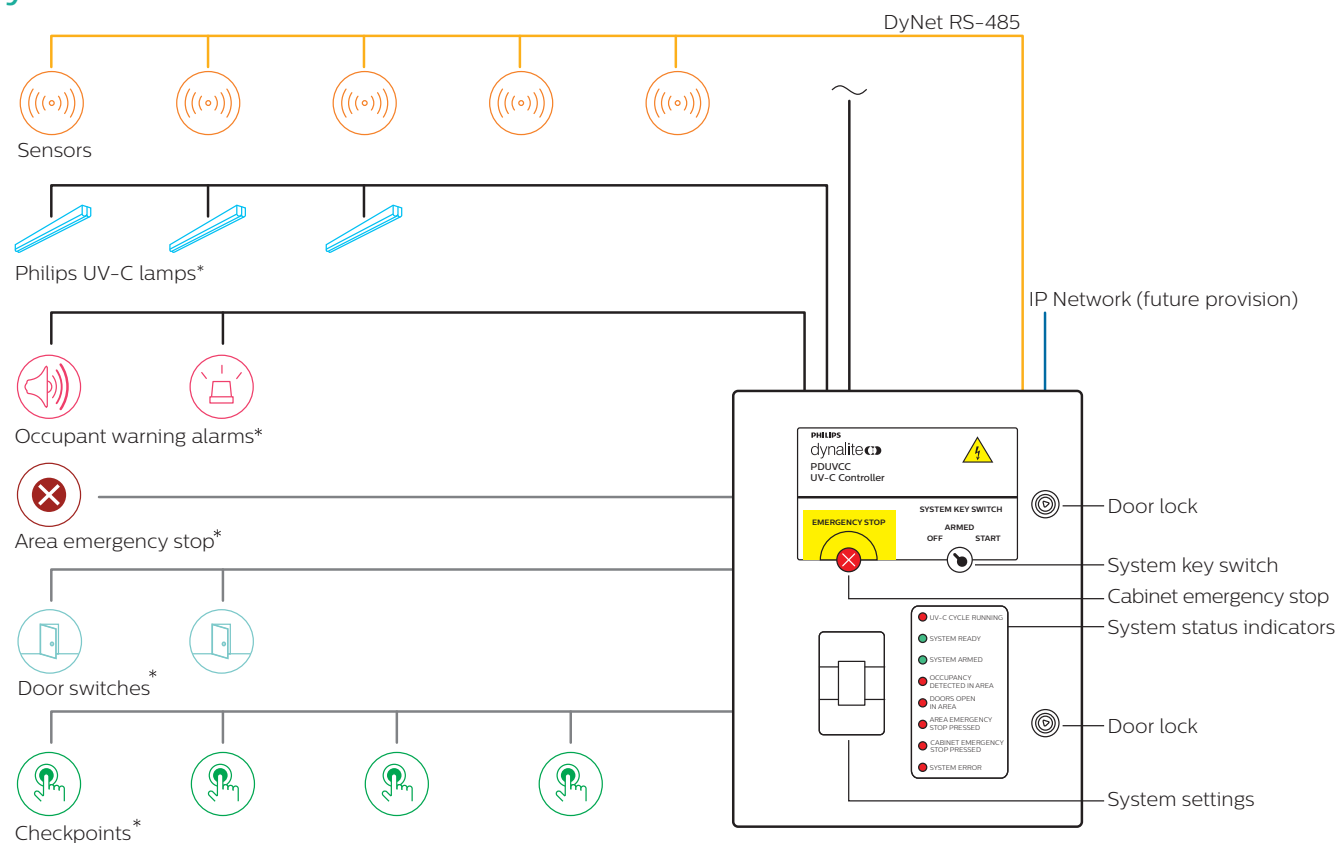 DyNet RS-485
Sensors
Philips UV-C lamps*
IP Network (future provision)
Occupant warning alarms*
Area emergency stop*
Door switches*
Checkpoints*
PHILIPS
dynalite
PDUVCC
UV-C Controller
SYSTEM KEY SWITCH
EMERGENCY STOP
ARMED
OFF START
UV-C CYCLE RUNNING
SYSTEM READY
SYSTEM ARMED
OCCUPANCY
DETECTED IN AREA
DOORS OPEN
IN AREA
AREA EMERGENCY
STOP PRESSED
CABINET EMERGENCY
STOP PRESSED
SYSTEM ERROR
Door lock
System key switch
Cabinet emergency stop
System status indicators
Door lock
System settings